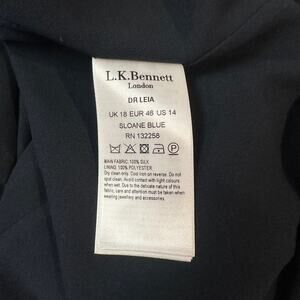 L.K.Bennett
London
DR LEIA
UK 18 EUR 46 US 14
SLOANE BLUE
RN 132258
P
MAIN FABRIC:100% SILK
LINING: 100% POLYESTER
Dry clean only. Cool iron on reverse. Do not
spot clean. Avoid contact with light colours
when wet. Due to the delicate nature of this
fabric, care and attention must be taken when
wearing jewellery and accessories.